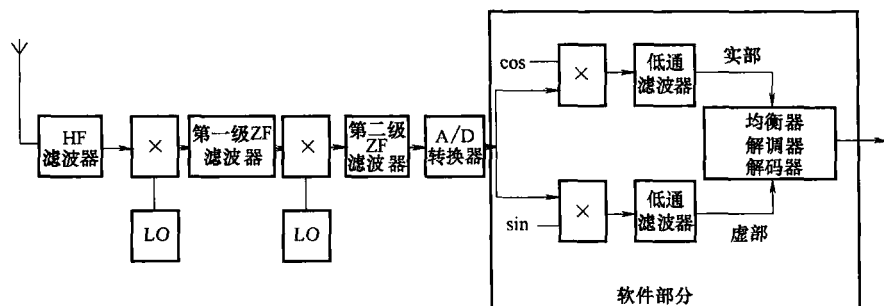 HF
滤波器
×
LO
第一级ZF
滤波器
×
LO
第二级
ZF
滤波器
A/D
转换器
cos
×
低通
滤波器
实部
sin
×
低通
滤波器
虚部
均衡器
解调器
解码器
软件部分